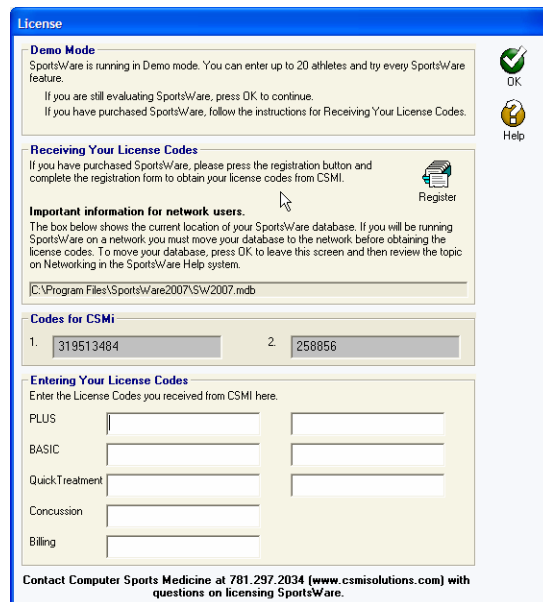 License
Demo Mode
SportsWare is running in Demo mode. You can enter up to 20 athletes and try every SportsWare
feature.
If you are still evaluating SportsWare, press OK to continue.
If you have purchased SportsWare, follow the instructions for Receiving Your License Codes.
OK
Help
Receiving Your License Codes
If you have purchased SportsWare, please press the registration button and
complete the registration form to obtain your license codes from CSMI.
Register
Important information for network users.
The box below shows the current location of your SportsWare database. If you will be running
SportsWare on a network you must move your database to the network before obtaining the
license codes. To move your database, press OK to leave this screen and then review the topic
on Networking in the SportsWare Help system.
C:\Program Files\SportsWare2007\SW2007.mdb
Codes for CSMi
1. 319513484 2. 258856
Entering Your License Codes
Enter the License Codes you received from CSMI here.
PLUS
BASIC
QuickTreatment
Concussion
Billing
Contact Computer Sports Medicine at 781.297.2034 (www.csmisolutions.com) with
questions on licensing SportsWare.